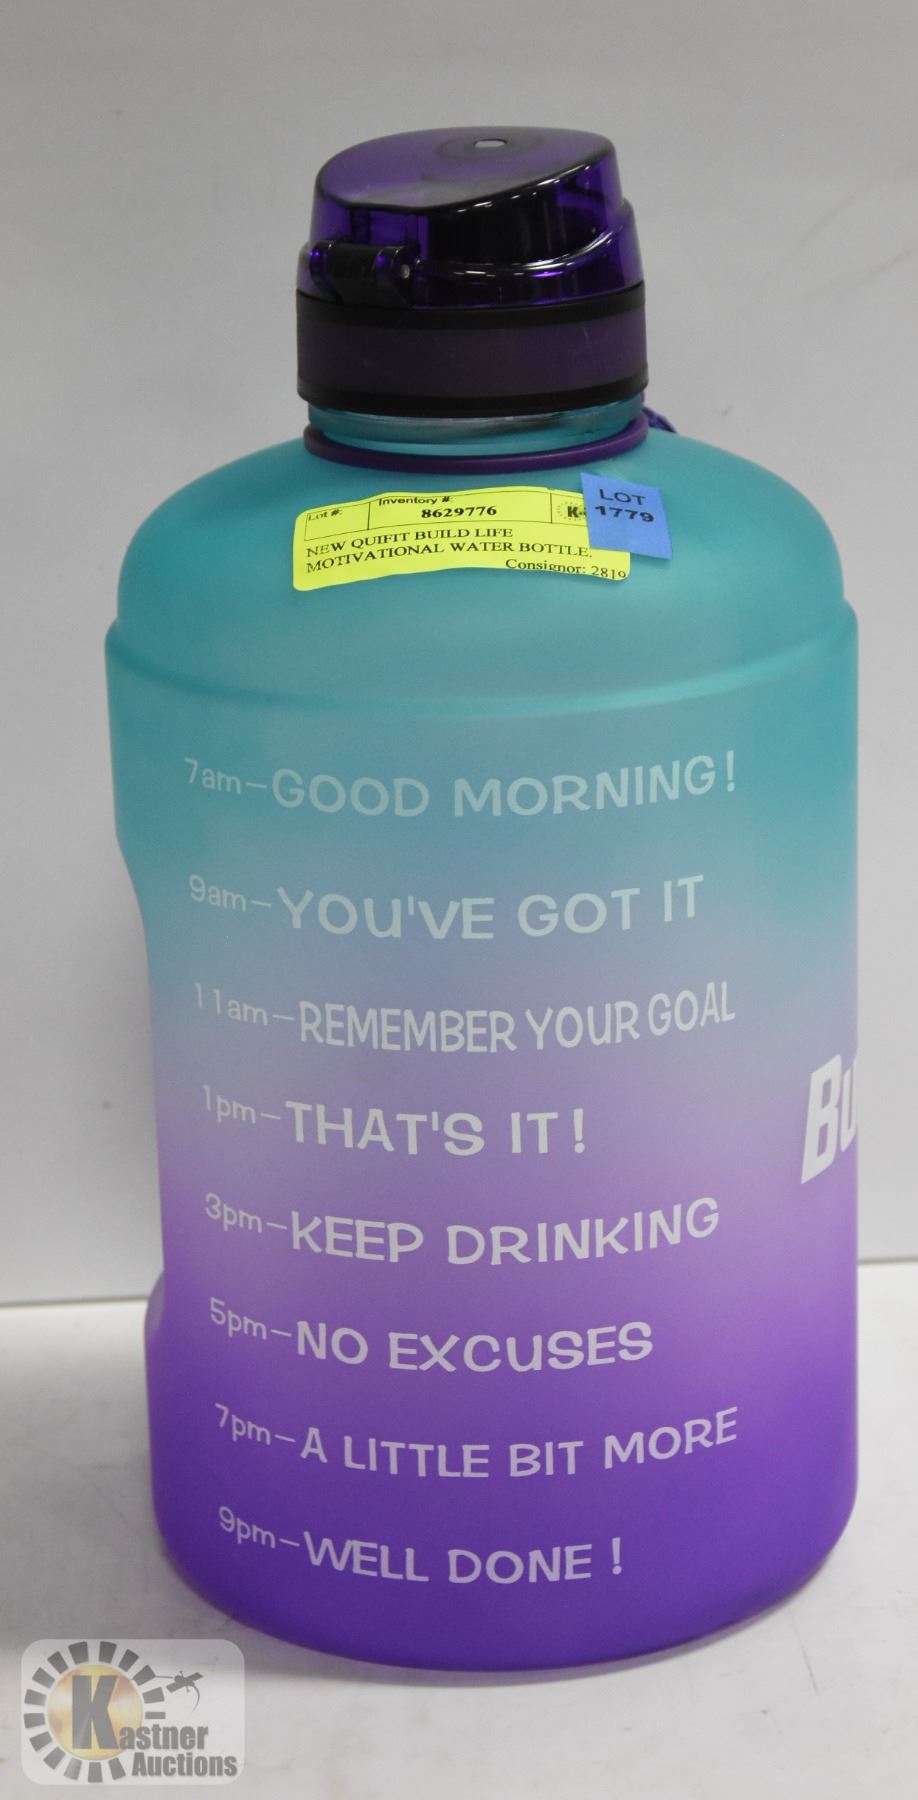 Lot #: Inventory #:
8629776
LOT
1779
NEW QUIFIT BUILD LIFE
MOTIVATIONAL WATER BOTTLE.
Consignor: 2819
7am-GOOD MORNING!
9am-YOU'VE GOT IT
11am-REMEMBER YOUR GOAL
1pm-THAT'S IT!
3pm-KEEP DRINKING
5pm-NO EXCUSES
7pm-A LITTLE BIT MORE
9pm-WELL DONE !
Kastner
Auctions